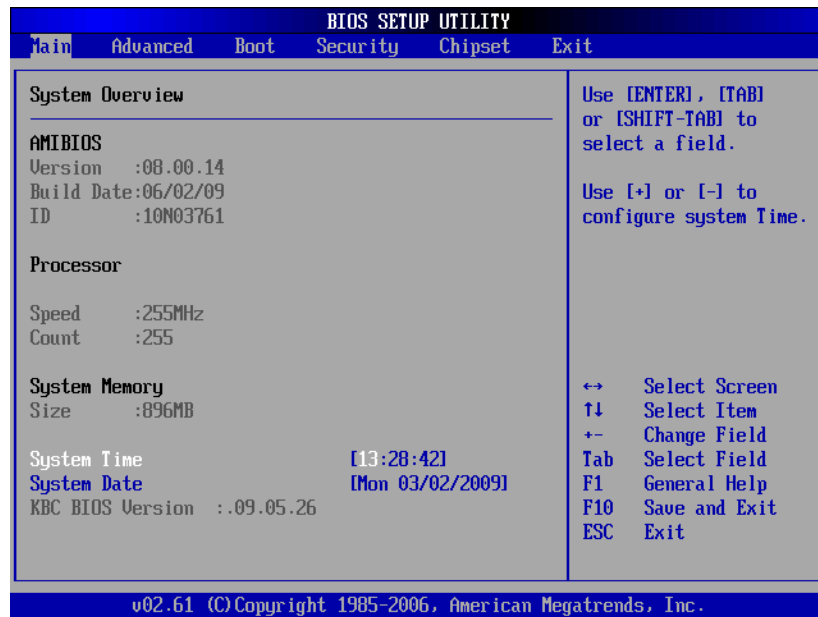 BIOS SETUP UTILITY
Main Advanced Boot Security Chipset Exit
System Overview
AMIBIOS
Version :08.00.14
Build Date:06/02/09
ID :10N03761
Processor
Speed :255MHz
Count :255
System Memory
Size :896MB
System Time [13:28:42]
System Date [Mon 03/02/2009]
KBC BIOS Version :.09.05.26
Use [ENTER], [TAB]
or [SHIFT-TAB] to
select a field.
Use [+] or [-] to
configure system Time.
↔ Select Screen
↑↓ Select Item
+- Change Field
Tab Select Field
F1 General Help
F10 Save and Exit
ESC Exit
v02.61 (C)Copyright 1985-2006, American Megatrends, Inc.